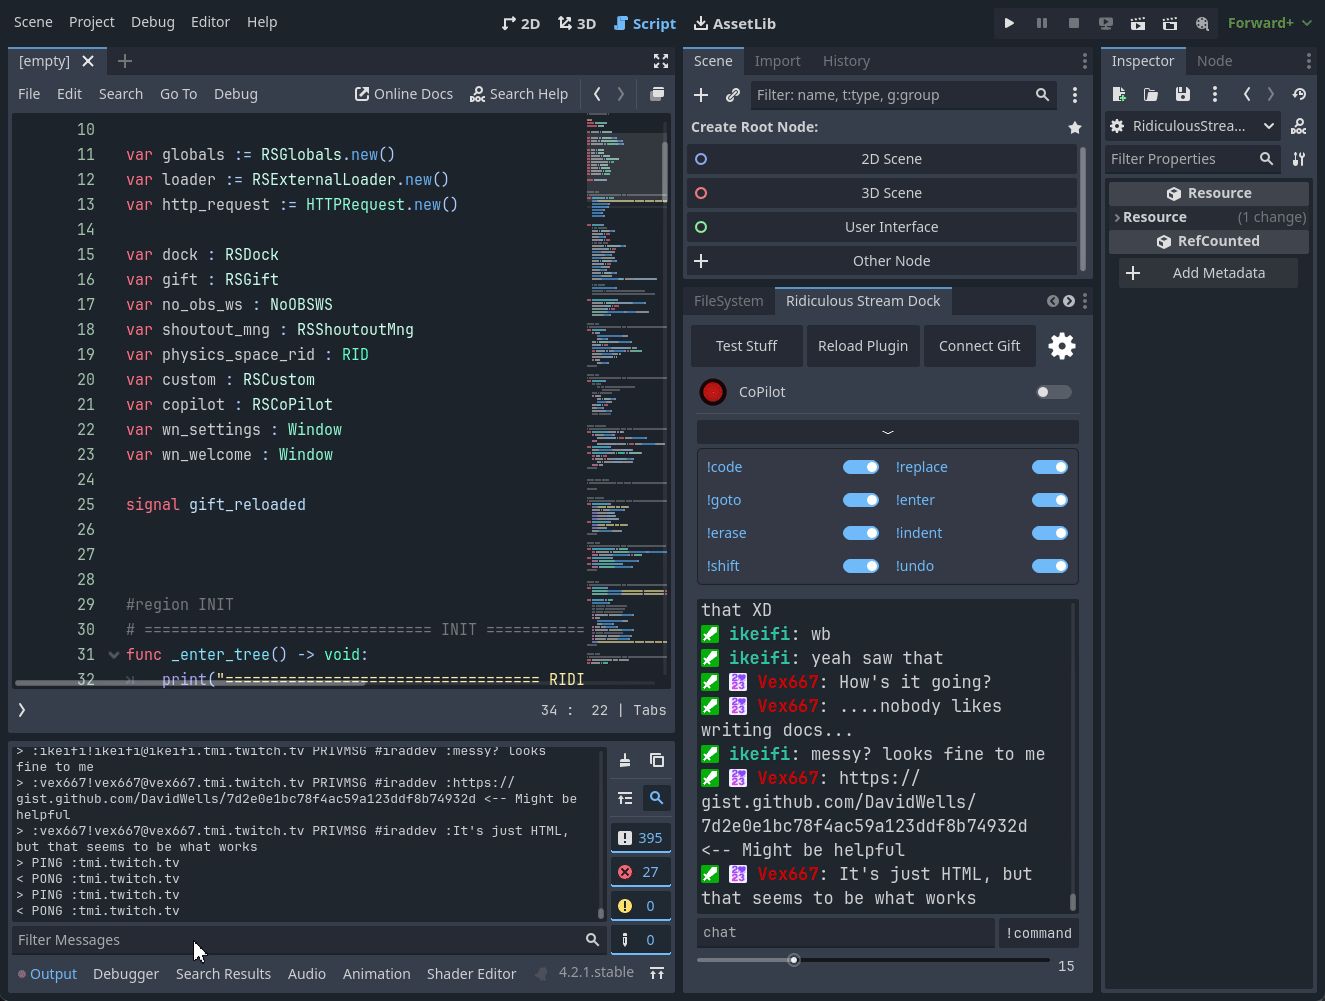 Scene Project Debug Editor Help
2D 3D Script AssetLib
Forward+
[empty]
File Edit Search Go To Debug Online Docs Search Help
10
11 var globals := RSGlobals.new()
12 var loader := RSExternalLoader.new()
13 var http_request := HTTPRequest.new()
14
15 var dock : RSDock
16 var gift : RSGift
17 var no_obs_ws : NoOBSWS
18 var shoutout_mng : RSShoutoutMng
19 var physics_space_rid : RID
20 var custom : RSCustom
21 var copilot : RSCoPilot
22 var wn_settings : Window
23 var wn_welcome : Window
24
25 signal gift_reloaded
26
27
28
29 #region INIT
30 # ================================ INIT ===========
31 func _enter_tree() -> void:
32 print("=================================== RIDI
34 : 22 | Tabs
> :ikeifi!ikeifi@ikeifi.tmi.twitch.tv PRIVMSG #iraddev :messy? looks
fine to me
> :vex667!vex667@vex667.tmi.twitch.tv PRIVMSG #iraddev :https://
gist.github.com/DavidWells/7d2e0e1bc78f4ac59a123ddf8b74932d <-- Might be
helpful
> :vex667!vex667@vex667.tmi.twitch.tv PRIVMSG #iraddev :It's just HTML,
but that seems to be what works
> PING :tmi.twitch.tv
< PONG :tmi.twitch.tv
> PING :tmi.twitch.tv
< PONG :tmi.twitch.tv
395
27
0
0
Filter Messages
Output Debugger Search Results Audio Animation Shader Editor 4.2.1.stable
Scene Import History
Filter: name, t:type, g:group
Create Root Node:
2D Scene
3D Scene
User Interface
Other Node
FileSystem Ridiculous Stream Dock
Test Stuff Reload Plugin Connect Gift
CoPilot
!code !replace
!goto !enter
!erase !indent
!shift !undo
that XD
ikeifi: wb
ikeifi: yeah saw that
Vex667: How's it going?
Vex667: ....nobody likes
writing docs...
ikeifi: messy? looks fine to me
Vex667: https://
gist.github.com/DavidWells/
7d2e0e1bc78f4ac59a123ddf8b74932d
<-- Might be helpful
Vex667: It's just HTML, but
that seems to be what works
chat !command
15
Inspector Node
RidiculousStrea...
Filter Properties
Resource
Resource (1 change)
RefCounted
Add Metadata